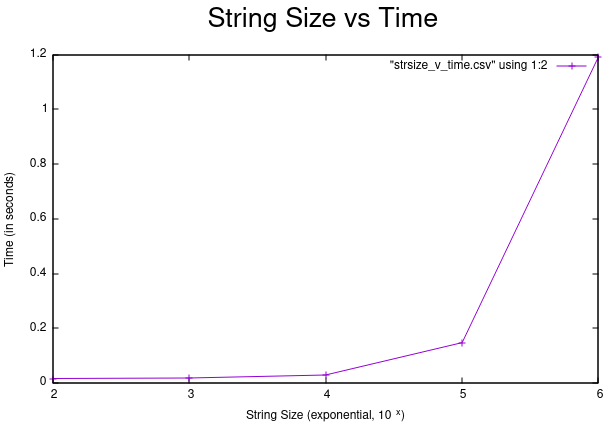 String Size vs Time
"strsize_v_time.csv" using 1:2
1.2
1
0.8
0.6
0.4
0.2
0
Time (in seconds)
2 3 4 5 6
String Size (exponential, 10 ^x)